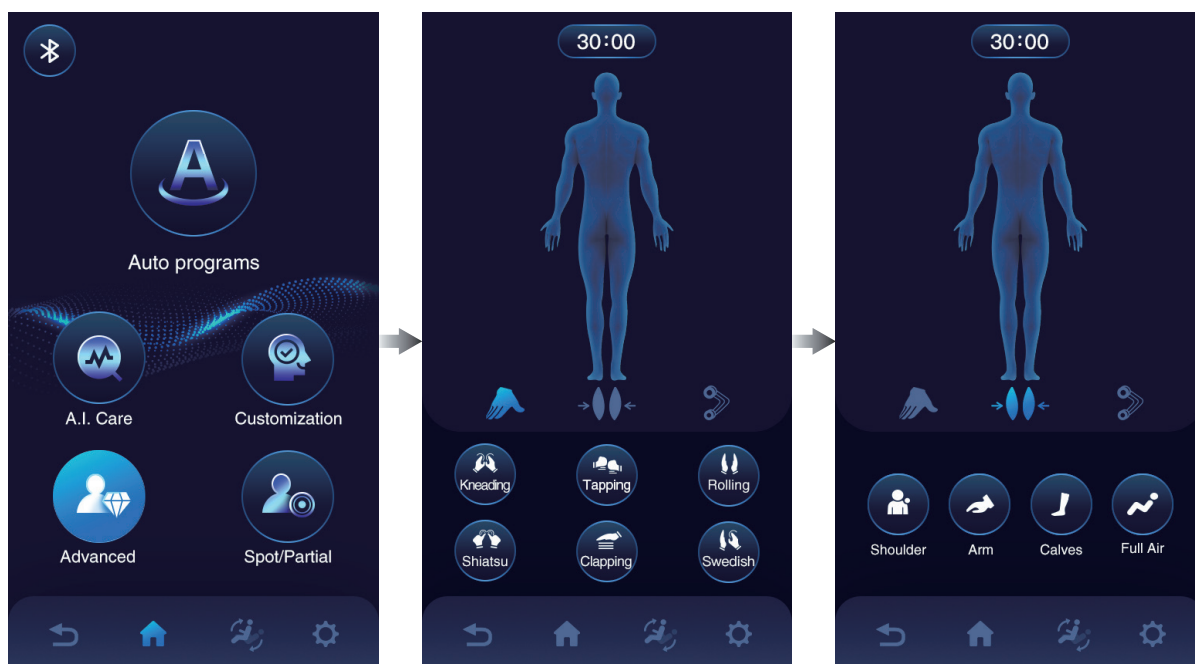 A
Auto programs
A.I. Care
Customization
Advanced
Spot/Partial
30:00
Kneading
Tapping
Rolling
Shiatsu
Clapping
Swedish
30:00
Shoulder
Arm
Calves
Full Air